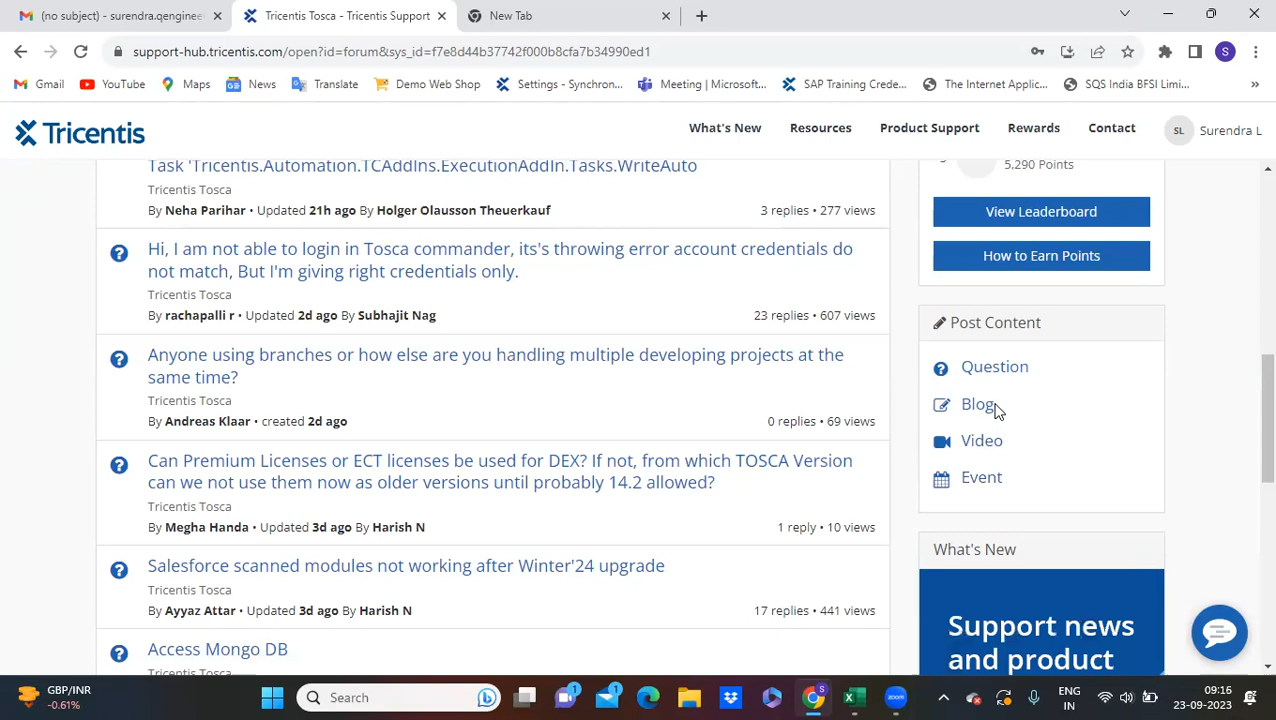 (no subject) - surendra.qengineer
Tricentis Tosca - Tricentis Support
New Tab
support-hub.tricentis.com/open?id=forum&sys_id=f7e8d44b37742f000b8cfa7b34990ed1
S
Gmail
YouTube
Maps
News
Translate
Demo Web Shop
Settings - Synchron...
Meeting | Microsoft...
SAP Training Crede...
The Internet Applic...
SQS India BFSI Limi...
Tricentis
What's New
Resources
Product Support
Rewards
Contact
SL
Surendra L
Task 'Tricentis.Automation.TCAddIns.ExecutionAddIn.Tasks.WriteAuto
Tricentis Tosca
By Neha Parihar • Updated 21h ago By Holger Olausson Theuerkauf
3 replies • 277 views
Hi, I am not able to login in Tosca commander, its's throwing error account credentials do
not match, But I'm giving right credentials only.
Tricentis Tosca
By rachapalli r • Updated 2d ago By Subhajit Nag
23 replies • 607 views
Anyone using branches or how else are you handling multiple developing projects at the
same time?
Tricentis Tosca
By Andreas Klaar • created 2d ago
0 replies • 69 views
Can Premium Licenses or ECT licenses be used for DEX? If not, from which TOSCA Version
can we not use them now as older versions until probably 14.2 allowed?
Tricentis Tosca
By Megha Handa • Updated 3d ago By Harish N
1 reply • 10 views
Salesforce scanned modules not working after Winter'24 upgrade
Tricentis Tosca
By Ayyaz Attar • Updated 3d ago By Harish N
17 replies • 441 views
Access Mongo DB
Tricentis Tosca
5,290 Points
View Leaderboard
How to Earn Points
Post Content
Question
Blog
Video
Event
What's New
Support news
and product
GBP/INR
-0.61%
Search
1
1
ENG
IN
09:16
23-09-2023